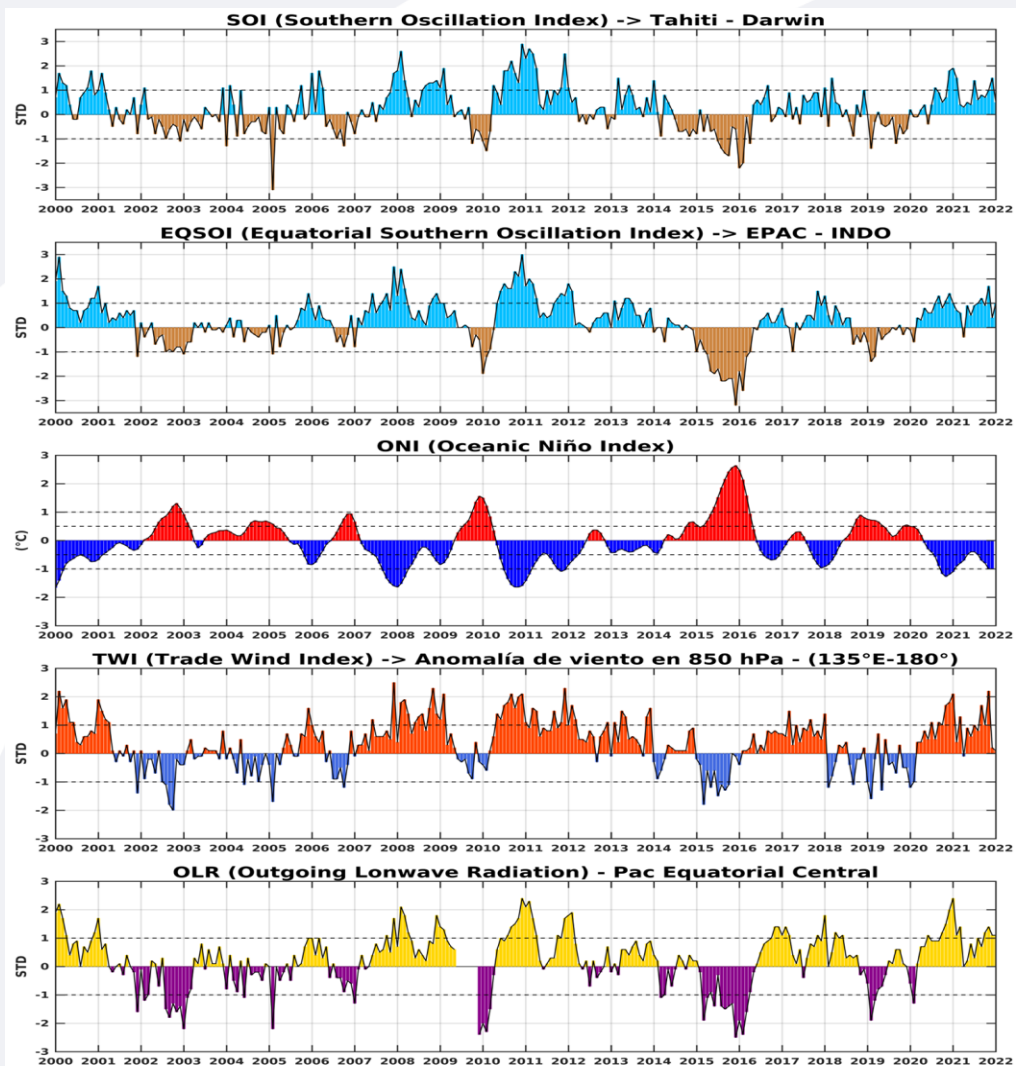 SOI (Southern Oscillation Index) -> Tahiti - Darwin
3
2
1
0
-1
-2
-3
STD
2000 2001 2002 2003 2004 2005 2006 2007 2008 2009 2010 2011 2012 2013 2014 2015 2016 2017 2018 2019 2020 2021 2022
EQSOI (Equatorial Southern Oscillation Index) -> EPAC - INDO
3
2
1
0
-1
-2
-3
STD
2000 2001 2002 2003 2004 2005 2006 2007 2008 2009 2010 2011 2012 2013 2014 2015 2016 2017 2018 2019 2020 2021 2022
ONI (Oceanic Niño Index)
3
2
1
0
-1
-2
-3
(°C)
2000 2001 2002 2003 2004 2005 2006 2007 2008 2009 2010 2011 2012 2013 2014 2015 2016 2017 2018 2019 2020 2021 2022
TWI (Trade Wind Index) -> Anomalía de viento en 850 hPa - (135°E-180°)
3
2
1
0
-1
-2
-3
STD
2000 2001 2002 2003 2004 2005 2006 2007 2008 2009 2010 2011 2012 2013 2014 2015 2016 2017 2018 2019 2020 2021 2022
OLR (Outgoing Lonwave Radiation) - Pac Equatorial Central
3
2
1
0
-1
-2
-3
STD
2000 2001 2002 2003 2004 2005 2006 2007 2008 2009 2010 2011 2012 2013 2014 2015 2016 2017 2018 2019 2020 2021 2022